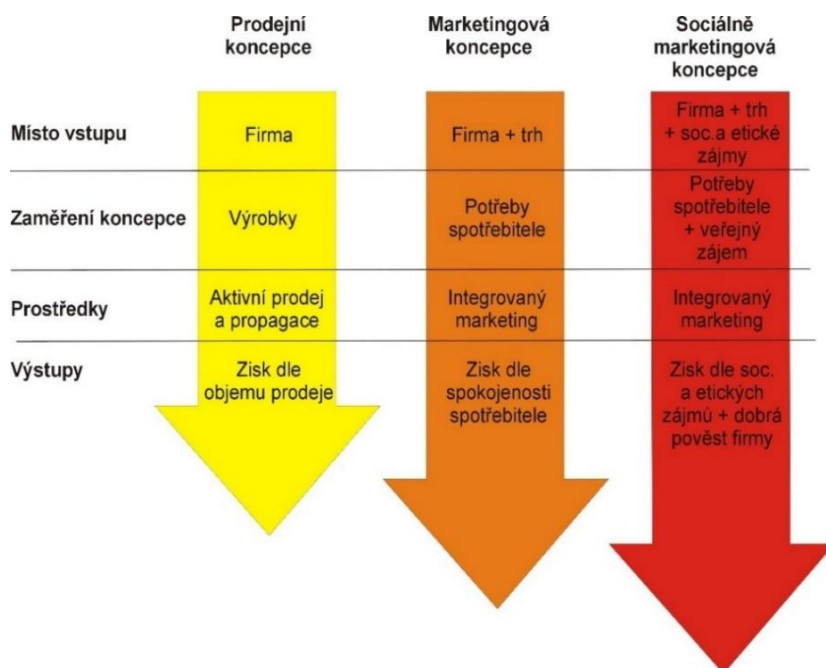 Prodejní
koncepce
Marketingová
koncepce
Sociálně
marketingová
koncepce
Místo vstupu
Firma
Firma + trh
Firma + trh
+ soc.a etické
zájmy
Zaměření koncepce
Výrobky
Potřeby
spotřebitele
Potřeby
spotřebitele
+ veřejný
zájem
Prostředky
Aktivní prodej
a propagace
Integrovaný
marketing
Integrovaný
marketing
Výstupy
Zisk dle
objemu prodeje
Zisk dle
spokojenosti
spotřebitele
Zisk dle soc.
a etických
zájmů + dobrá
pověst firmy